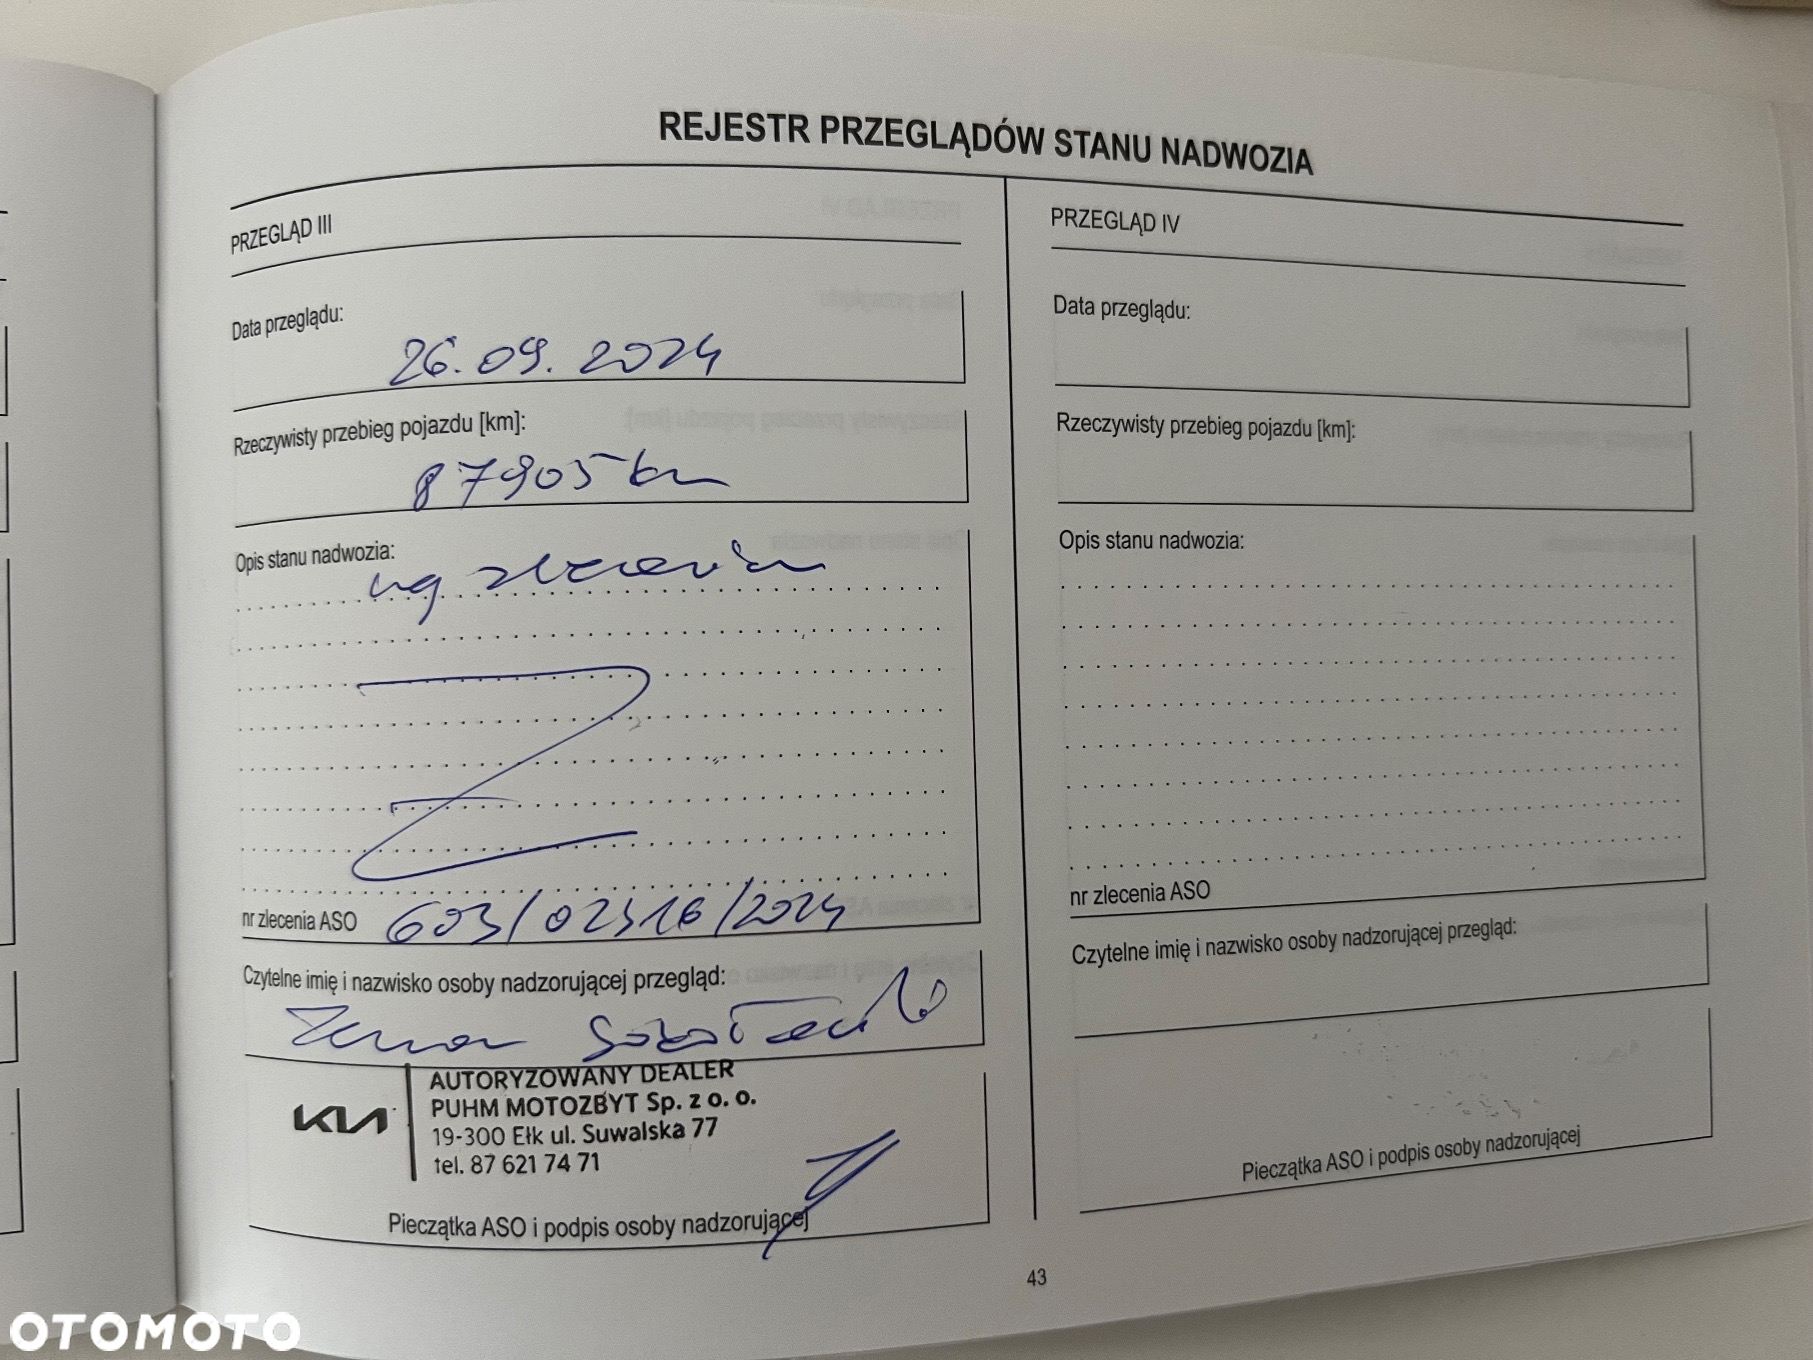 REJESTR PRZEGLĄDÓW STANU NADWOZIA
PRZEGLĄD III
Data przeglądu:
26.09.2024
Rzeczywisty przebieg pojazdu [km]:
87905 km
Opis stanu nadwozia:
wg. zlecenia
nr zlecenia ASO 603/02516/2024
Czytelne imię i nazwisko osoby nadzorującej przegląd:
Zenon
KIA
AUTORYZOWANY DEALER
PUHM MOTOZBYT Sp. z o. o.
19-300 Ełk ul. Suwalska 77
tel. 87 621 74 71
Pieczątka ASO i podpis osoby nadzorującej
PRZEGLĄD IV
Data przeglądu:
Rzeczywisty przebieg pojazdu [km]:
Opis stanu nadwozia:
nr zlecenia ASO
Czytelne imię i nazwisko osoby nadzorującej przegląd:
Pieczątka ASO i podpis osoby nadzorującej
43
OTOMOTO